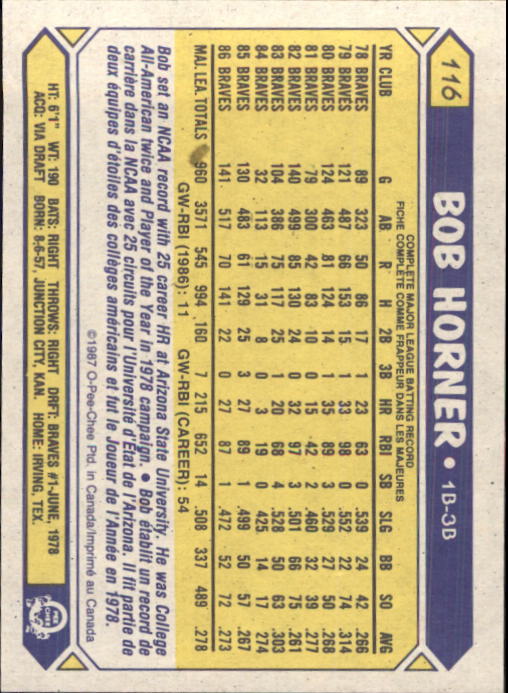 116
BOB HORNER • 1B-3B
COMPLETE MAJOR LEAGUE BATTING RECORD
FICHE COMPLÈTE COMME FRAPPEUR DANS LES MAJEURES
YR CLUB G AB R H 2B 3B HR RBI SB SLG BB SO AVG
78 BRAVES 89 323 50 86 17 1 23 63 0 .539 24 42 .266
79 BRAVES 121 487 66 153 15 1 33 98 0 .552 22 74 .314
80 BRAVES 124 463 81 124 14 1 35 89 3 .529 27 50 .268
81 BRAVES 79 300 42 83 10 0 15 42 2 .460 32 39 .277
82 BRAVES 140 499 85 130 24 0 32 97 3 .501 66 75 .261
83 BRAVES 104 386 75 117 25 1 20 68 4 .528 50 63 .303
84 BRAVES 32 113 15 31 8 0 3 19 0 .425 14 17 .274
85 BRAVES 130 483 61 129 25 3 27 89 1 .499 50 57 .267
86 BRAVES 141 517 70 141 22 0 27 87 1 .472 52 72 .273
MAJ. LEA. TOTALS 960 3571 545 994 160 7 215 652 14 .508 337 489 .278
GW-RBI (1986): 11 GW-RBI (CAREER): 54
Bob set an NCAA record with 25 career HR at Arizona State University. He was College
All-American twice and Player of the Year in 1978 campaign. • Bob établit un record de
carrière dans la NCAA avec 25 circuits pour l'Université d'État de l'Arizona. Il fit partie de
deux équipes d'étoiles des collèges américains et fut le Joueur de l'Année en 1978.
©1987 O-Pee-Chee Ptd. in Canada/Imprimé au Canada
HT: 6'1" WT: 190 BATS: RIGHT THROWS: RIGHT DRFT: BRAVES #1-JUNE, 1978
ACQ: VIA DRAFT BORN: 8-6-57, JUNCTION CITY, KAN. HOME: IRVING, TEX.
O PEE CHEE